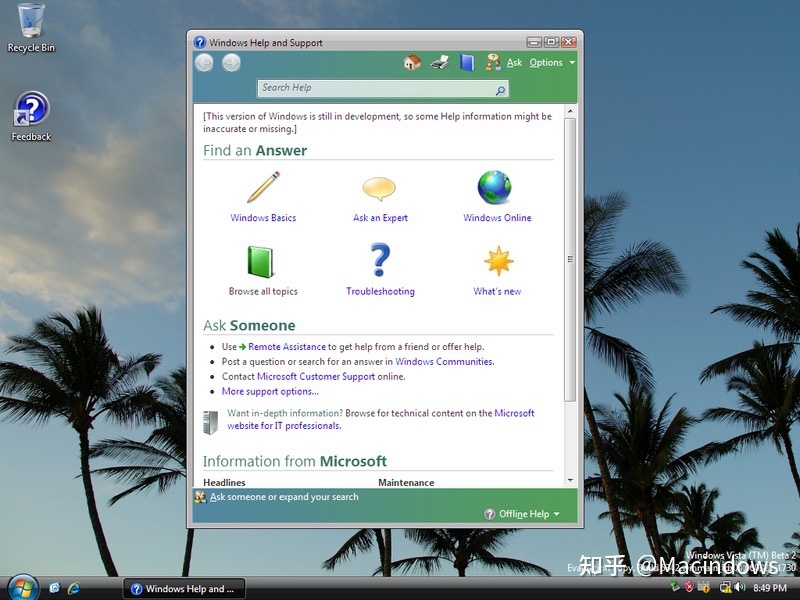 Recycle Bin
Feedback
Windows Help and Support
Ask Options
Search Help
[This version of Windows is still in development, so some Help information might be
inaccurate or missing.]
Find an Answer
Windows Basics
Ask an Expert
Windows Online
Browse all topics
Troubleshooting
What's new
Ask Someone
Use Remote Assistance to get help from a friend or offer help.
Post a question or search for an answer in Windows Communities.
Contact Microsoft Customer Support online.
More support options...
Want in-depth information? Browse for technical content on the Microsoft
website for IT professionals.
Information from Microsoft
Headlines
Maintenance
Ask someone or expand your search
Offline Help
Windows Vista (TM) Beta 2
知乎 @Macindows
Windows Help and ...
8:49 PM